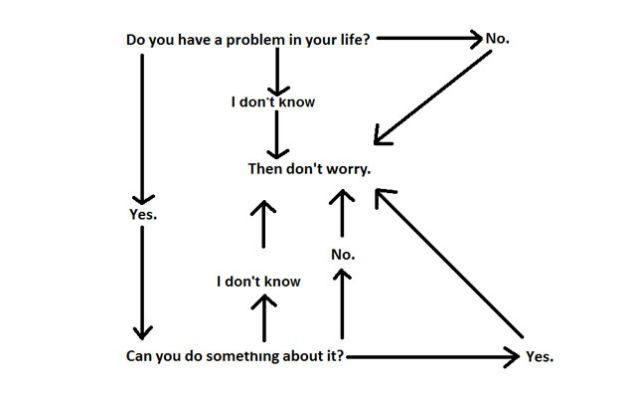 Do you have a problem in your life?
No.
I don't know
Then don't worry.
Yes.
No.
I don't know
Can you do something about it?
Yes.